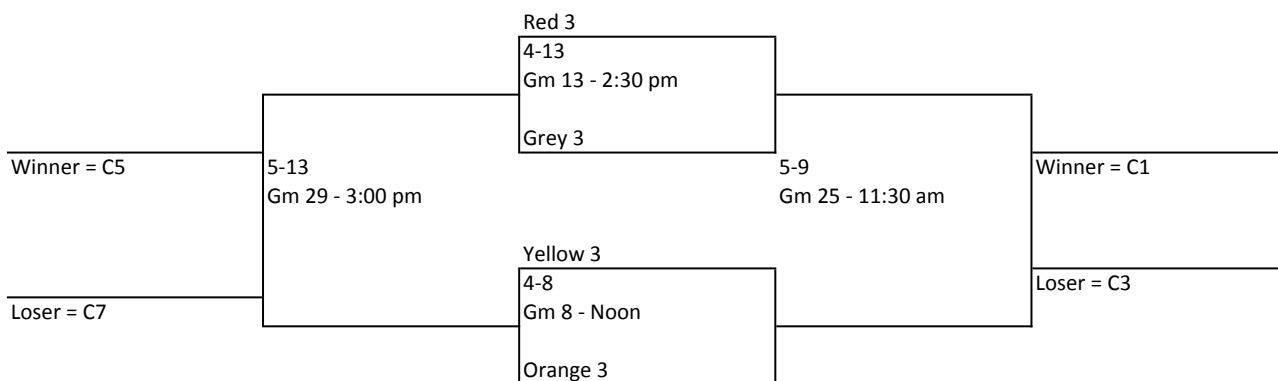 Red 3
4-13
Gm 13 - 2:30 pm
Grey 3
Winner = C5
5-13
Gm 29 - 3:00 pm
5-9
Gm 25 - 11:30 am
Winner = C1
Yellow 3
4-8
Gm 8 - Noon
Loser = C7
Loser = C3
Orange 3